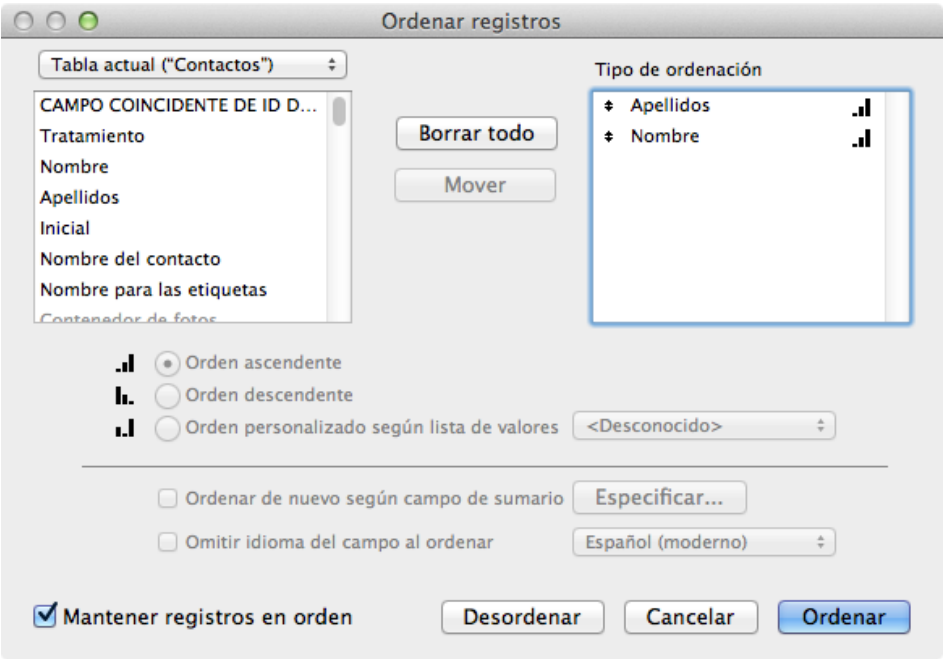 Ordenar registros
Tabla actual (“Contactos”)
CAMPO COINCIDENTE DE ID D...
Tratamiento
Nombre
Apellidos
Inicial
Nombre del contacto
Nombre para las etiquetas
Contenedor de fotos
Borrar todo
Mover
Tipo de ordenación
Apellidos
Nombre
Orden ascendente
Orden descendente
Orden personalizado según lista de valores <Desconocido>
Ordenar de nuevo según campo de sumario Especificar...
Omitir idioma del campo al ordenar Español (moderno)
Mantener registros en orden Desordenar Cancelar Ordenar